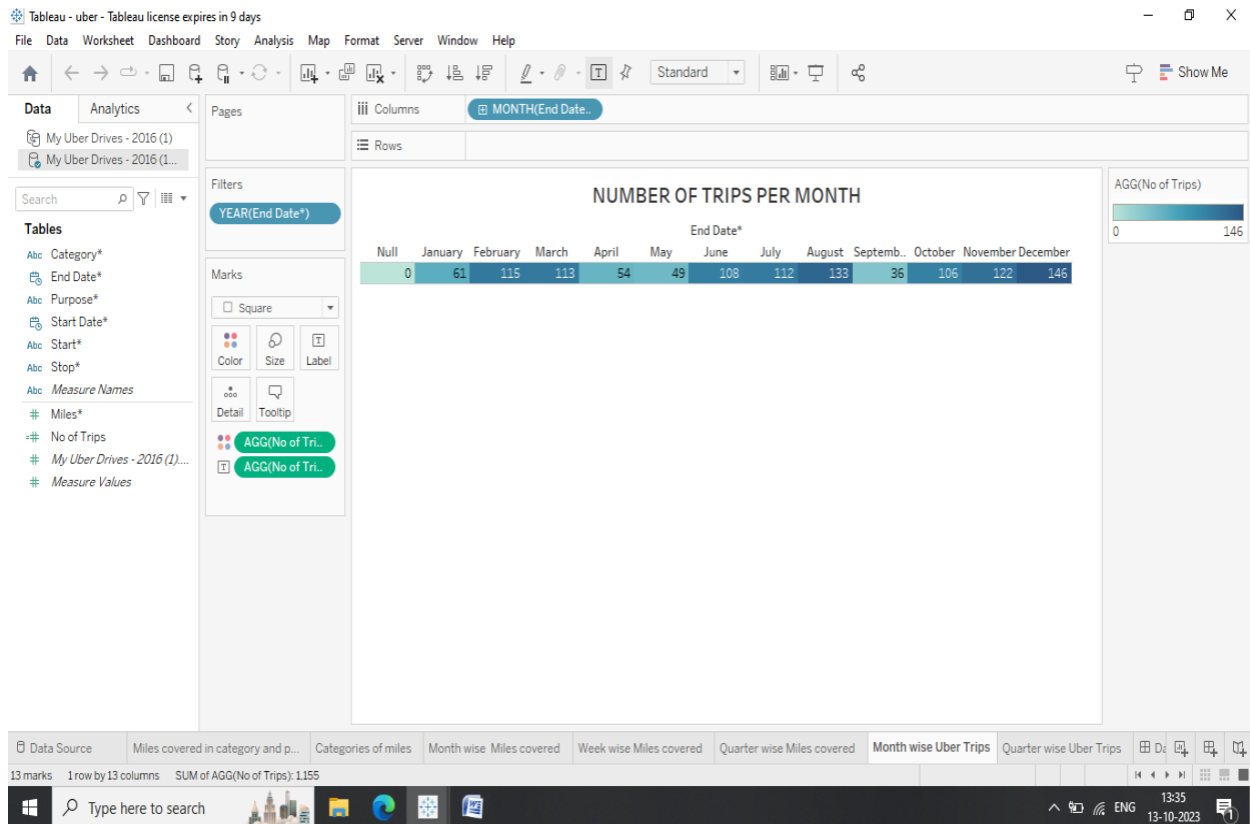 Tableau - uber - Tableau license expires in 9 days
File Data Worksheet Dashboard Story Analysis Map Format Server Window Help
Standard Show Me
Data Analytics
My Uber Drives - 2016 (1)
My Uber Drives - 2016 (1...
Search
Tables
Abc Category*
End Date*
Abc Purpose*
Start Date*
Abc Start*
Abc Stop*
Abc Measure Names
# Miles*
=# No of Trips
# My Uber Drives - 2016 (1)....
# Measure Values
Pages
Filters
YEAR(End Date*)
Marks
Square
Color Size Label
Detail Tooltip
AGG(No of Tri..
AGG(No of Tri..
Columns MONTH(End Date..
Rows
NUMBER OF TRIPS PER MONTH
End Date*
Null January February March April May June July August Septemb.. October November December
0 61 115 113 54 49 108 112 133 36 106 122 146
AGG(No of Trips)
0 146
Data Source Miles covered in category and p... Categories of miles Month wise Miles covered Week wise Miles covered Quarter wise Miles covered Month wise Uber Trips Quarter wise Uber Trips Da
13 marks 1 row by 13 columns SUM of AGG(No of Trips): 1,155
Type here to search
ENG
13:35
13-10-2023
1